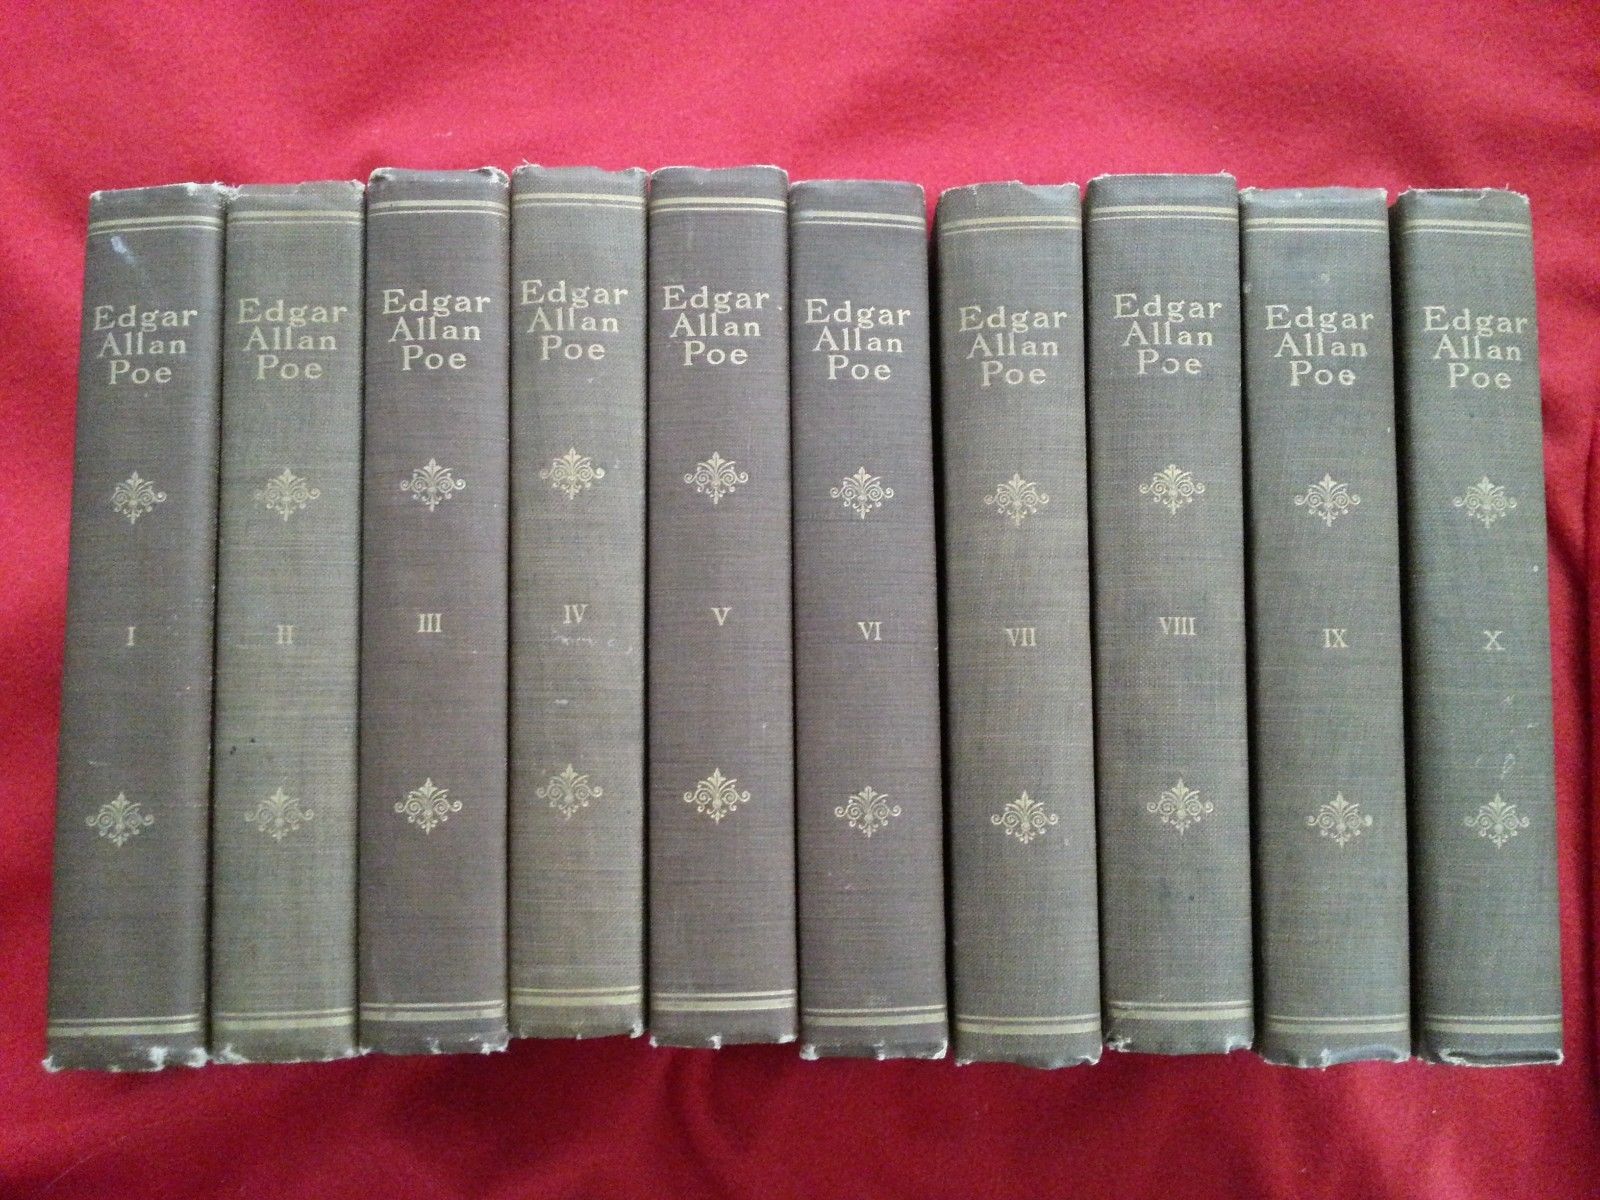 Edgar
Allan
Poe
I
Edgar
Allan
Poe
II
Edgar
Allan
Poe
III
Edgar
Allan
Poe
IV
Edgar
Allan
Poe
V
Edgar
Allan
Poe
VI
Edgar
Allan
Poe
VII
Edgar
Allan
Poe
VIII
Edgar
Allan
Poe
IX
Edgar
Allan
Poe
X